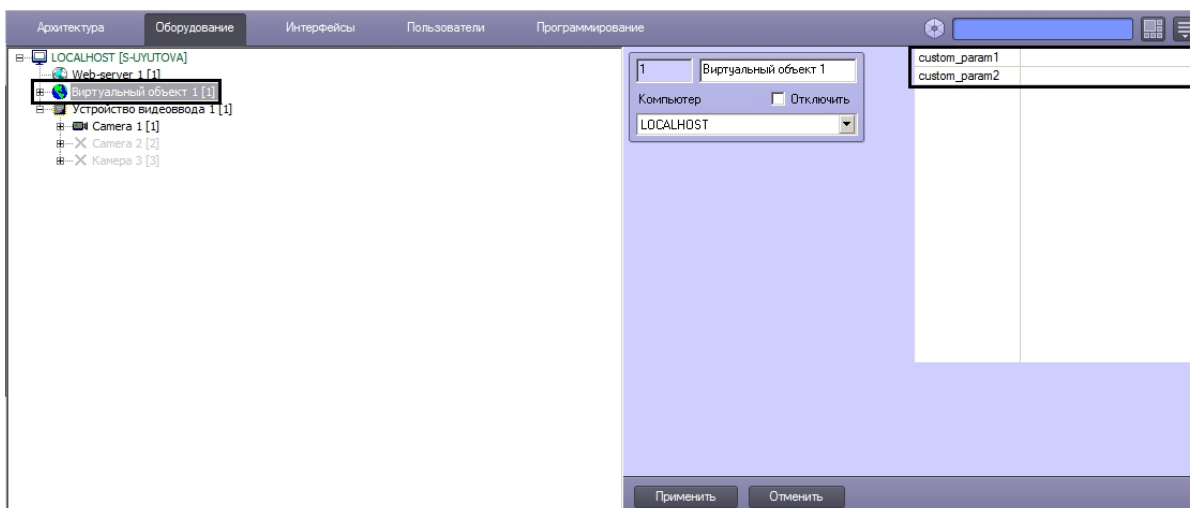 Архитектура Оборудование Интерфейсы Пользователи Программирование
LOCALHOST [S-UYUTOVA]
Web-server 1 [1]
Виртуальный объект 1 [1]
Устройство видеоввода 1 [1]
Camera 1 [1]
Camera 2 [2]
Камера 3 [3]
1 Виртуальный объект 1
Компьютер Отключить
LOCALHOST
custom_param1
custom_param2
Применить Отменить